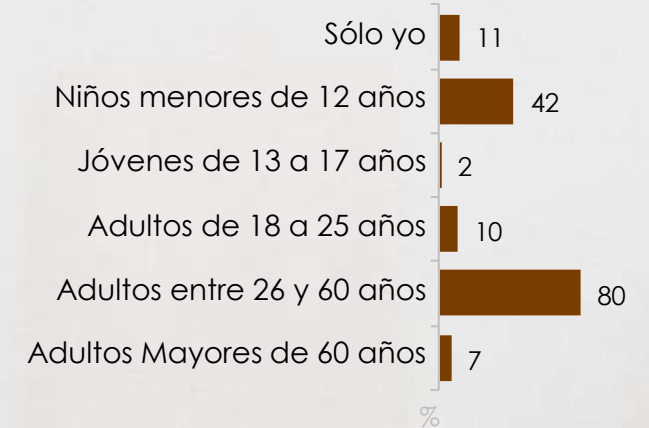 Sólo yo 11
Niños menores de 12 años 42
Jóvenes de 13 a 17 años 2
Adultos de 18 a 25 años 10
Adultos entre 26 y 60 años 80
Adultos Mayores de 60 años 7
%